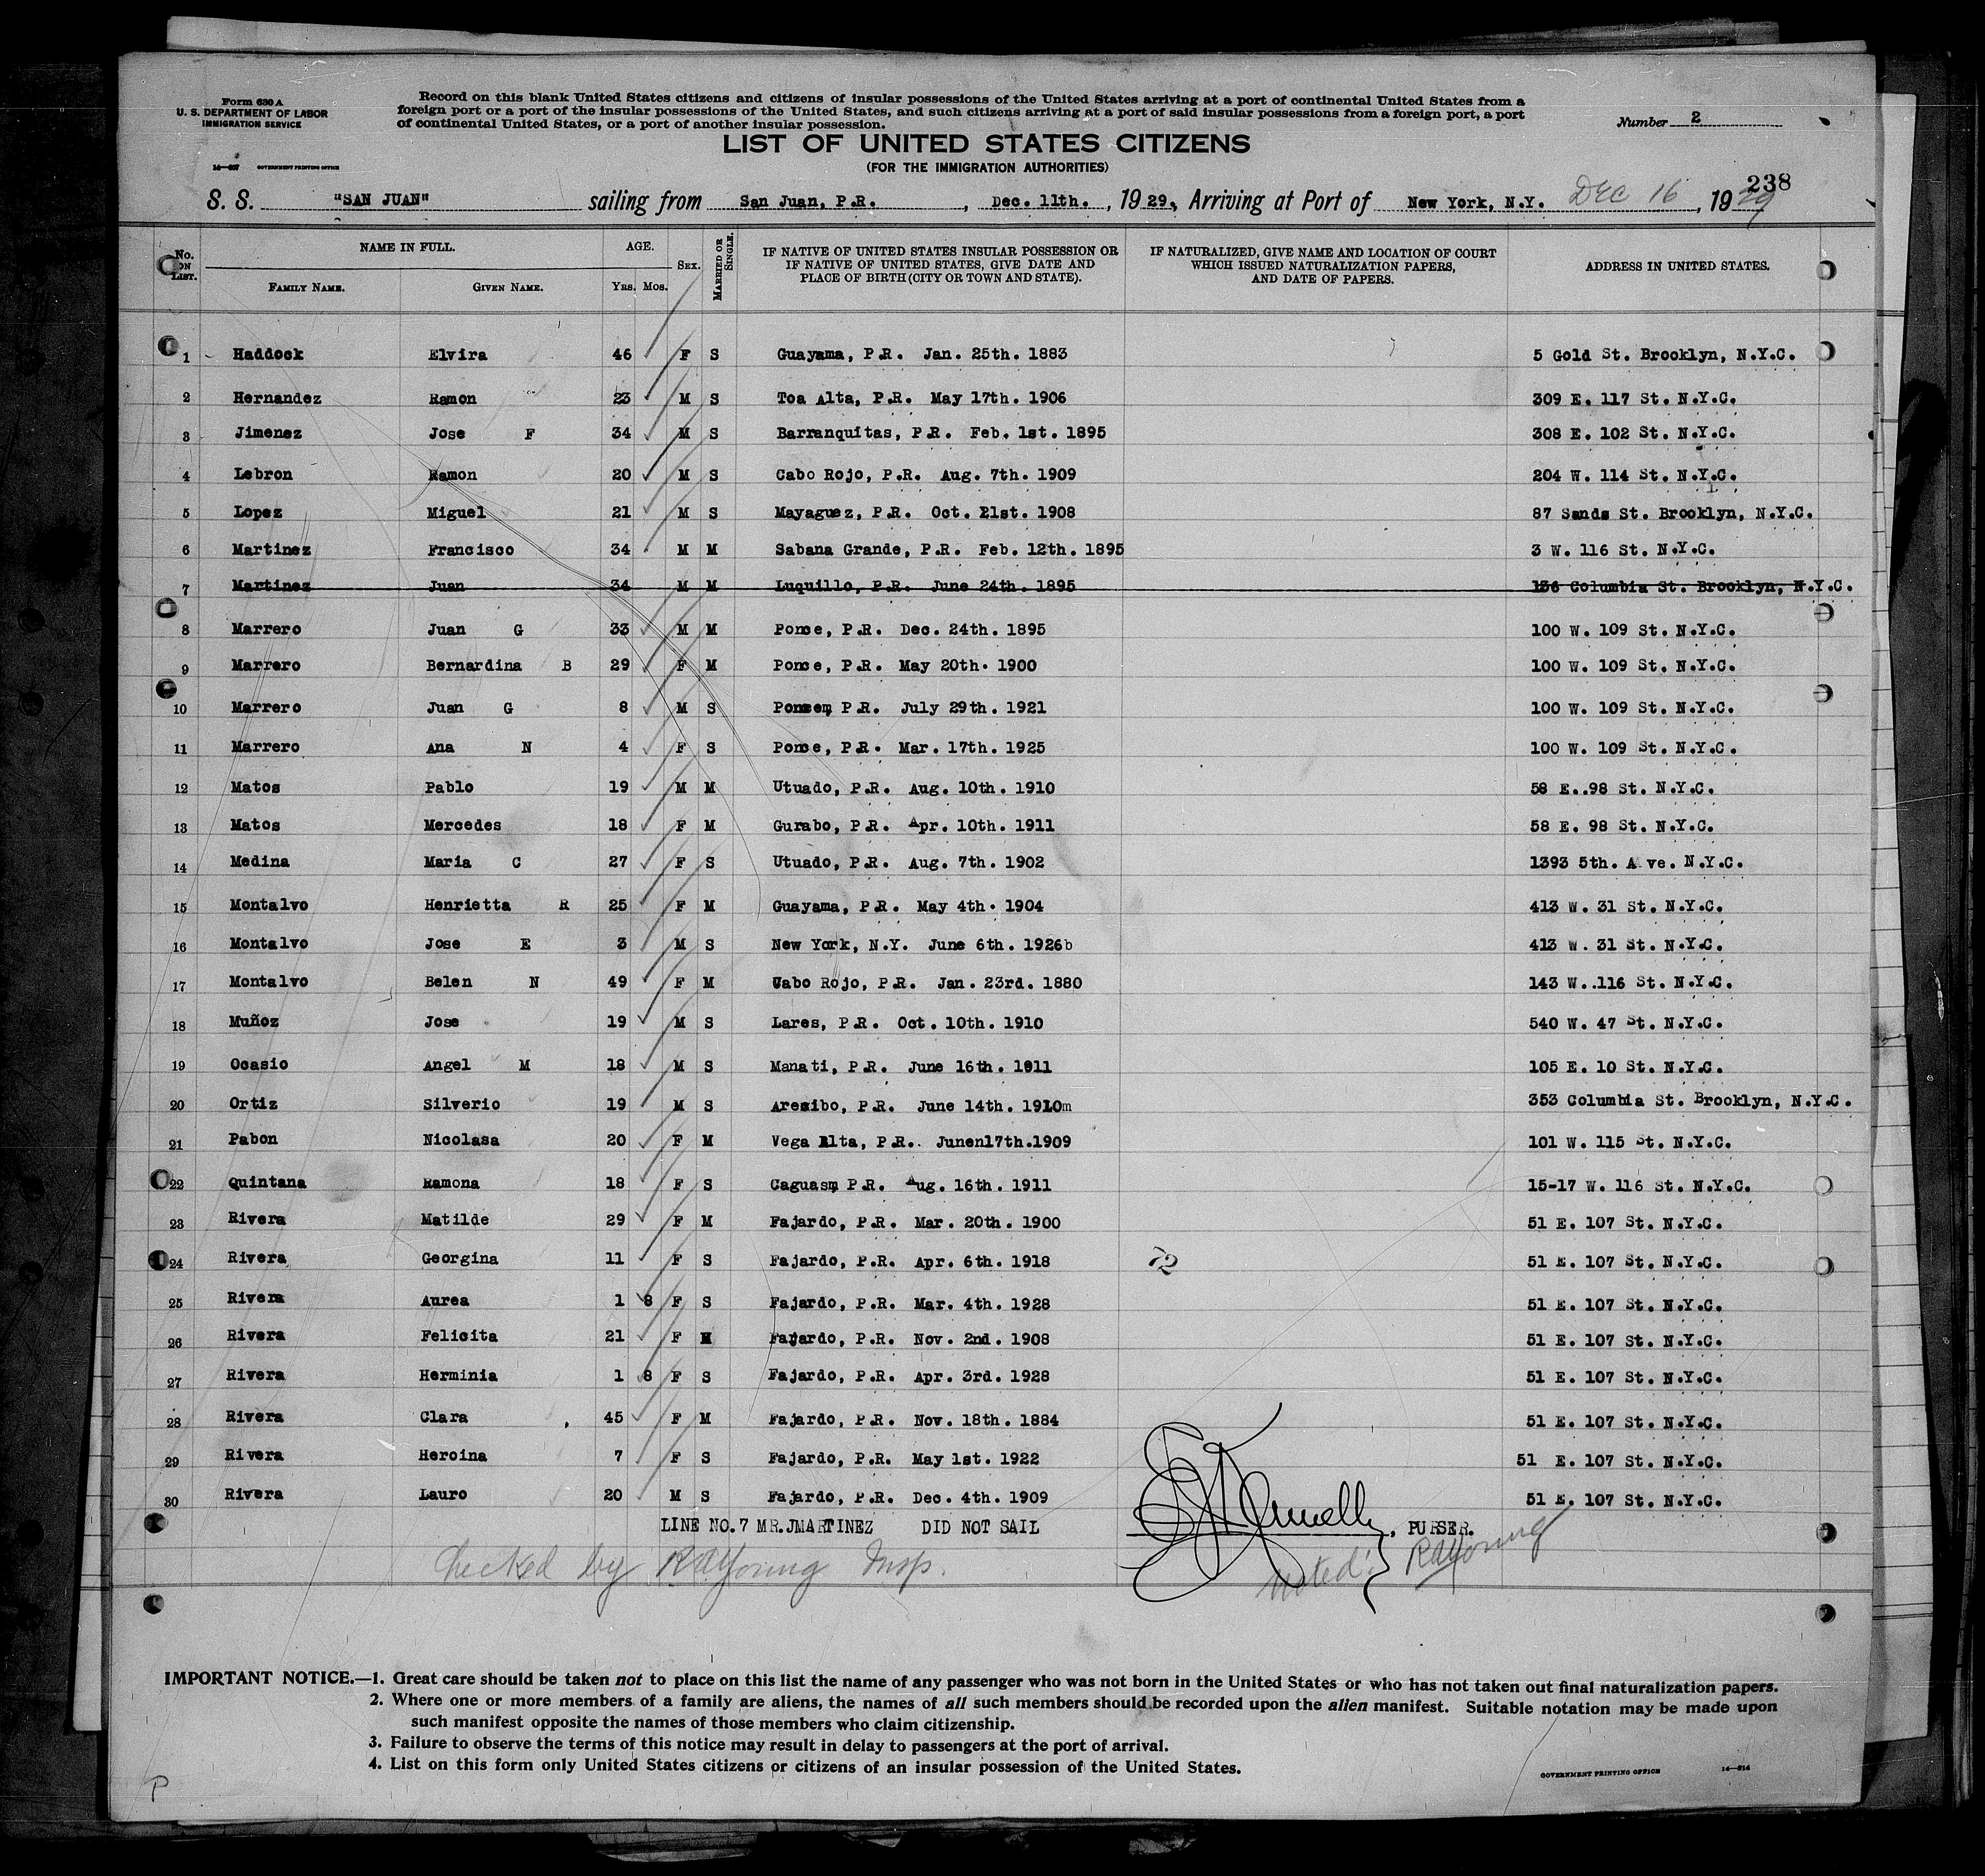 Form 630 A
U. S. DEPARTMENT OF LABOR
IMMIGRATION SERVICE
Record on this blank United States citizens and citizens of insular possessions of the United States arriving at a port of continental United States from a
foreign port or a port of the insular possessions of the United States, and such citizens arriving at a port of said insular possessions from a foreign port, a port
of continental United States, or a port of another insular possession.
Number 2
LIST OF UNITED STATES CITIZENS
(FOR THE IMMIGRATION AUTHORITIES)
GOVERNMENT PRINTING OFFICE
238
S. S. "SAN JUAN" sailing from San Juan, P.R. , Dec. 11th. , 1929, Arriving at Port of New York, N.Y. DEC 16 , 1929
No. ON LIST. NAME IN FULL. AGE. SEX. MARRIED OR SINGLE. IF NATIVE OF UNITED STATES INSULAR POSSESSION OR IF NATIVE OF UNITED STATES, GIVE DATE AND PLACE OF BIRTH (CITY OR TOWN AND STATE). IF NATURALIZED, GIVE NAME AND LOCATION OF COURT WHICH ISSUED NATURALIZATION PAPERS, AND DATE OF PAPERS. ADDRESS IN UNITED STATES.
FAMILY NAME. GIVEN NAME. YRS. MOS.
1 Haddock Elvira 46 F S Guayama, P.R. Jan. 25th. 1883 5 Gold St. Brooklyn, N.Y.C.
2 Hernandez Ramon 23 M S Toa Alta, P.R. May 17th. 1906 309 E. 117 St. N.Y.C.
3 Jimenez Jose F 34 M S Barranquitas, P.R. Feb. 1st. 1895 308 E. 102 St. N.Y.C.
4 Lebron Ramon 20 M S Cabo Rojo, P.R. Aug. 7th. 1909 204 W. 114 St. N.Y.C.
5 Lopez Miguel 21 M S Mayaguez, P.R. Oct. 21st. 1908 87 Sands St. Brooklyn, N.Y.C.
6 Martinez Francisco 34 M M Sabana Grande, P.R. Feb. 12th. 1895 3 W. 116 St. N.Y.C.
7 Martinez Juan 34 M M Luquillo, P.R. June 24th. 1895 136 Columbia St. Brooklyn, N.Y.C.
8 Marrero Juan G 33 M M Ponce, P.R. Dec. 24th. 1895 100 W. 109 St. N.Y.C.
9 Marrero Bernardina B 29 F M Ponce, P.R. May 20th. 1900 100 W. 109 St. N.Y.C.
10 Marrero Juan G 8 M S Poncem P.R. July 29th. 1921 100 W. 109 St. N.Y.C.
11 Marrero Ana N 4 F S Ponce, P.R. Mar. 17th. 1925 100 W. 109 St. N.Y.C.
12 Matos Pablo 19 M M Utuado, P.R. Aug. 10th. 1910 58 E..98 St. N.Y.C.
13 Matos Mercedes 18 F M Gurabo, P.R. Apr. 10th. 1911 58 E. 98 St. N.Y.C.
14 Medina Maria C 27 F S Utuado, P.R. Aug. 7th. 1902 1393 5th. A ve. N.Y.C.
15 Montalvo Henrietta R 25 F M Guayama, P.R. May 4th. 1904 413 W. 31 St. N.Y.C.
16 Montalvo Jose E 3 M S New York, N.Y. June 6th. 1926b 413 W. 31 St. N.Y.C.
17 Montalvo Belen N 49 F M Cabo Rojo, P.R. Jan. 23rd. 1880 143 W..116 St. N.Y.C.
18 Muñoz Jose 19 M S Lares, P.R. Oct. 10th. 1910 540 W. 47 St. N.Y.C.
19 Ocasio Angel M 18 M S Manati, P.R. June 16th. 1911 105 E. 10 St. N.Y.C.
20 Ortiz Silverio 19 M S Arecibo, P.R. June 14th. 1910m 353 Columbia St. Brooklyn, N.Y.C.
21 Pabon Nicolasa 20 F M Vega Alta, P.R. Junen17th.1909 101 W. 115 St. N.Y.C.
22 Quintana Ramona 18 F S Caguasm P.R. Aug. 16th. 1911 15-17 W. 116 St. N.Y.C.
23 Rivera Matilde 29 F M Fajardo, P.R. Mar. 20th. 1900 51 E. 107 St. N.Y.C.
24 Rivera Georgina 11 F S Fajardo, P.R. Apr. 6th. 1918 72 51 E. 107 St. N.Y.C.
25 Rivera Aurea 1 8 F S Fajardo, P.R. Mar. 4th. 1928 51 E. 107 St. N.Y.C.
26 Rivera Felicita 21 F M Fajardo, P.R. Nov. 2nd. 1908 51 E. 107 St. N.Y.C.
27 Rivera Herminia 1 8 F S Fajardo, P.R. Apr. 3rd. 1928 51 E. 107 St. N.Y.C.
28 Rivera Clara , 45 F M Fajardo, P.R. Nov. 18th. 1884 51 E. 107 St. N.Y.C.
29 Rivera Heroina 7 F S Fajardo, P.R. May 1st. 1922 51 E. 107 St. N.Y.C.
30 Rivera Lauro 20 M S Fajardo, P.R. Dec. 4th. 1909 51 E. 107 St. N.Y.C.
LINE NO.7 MR.JMARTINEZ DID NOT SAIL , PURSER.
Checked by RAYoung Insp. noted: RAYoung
IMPORTANT NOTICE.—1. Great care should be taken not to place on this list the name of any passenger who was not born in the United States or who has not taken out final naturalization papers.
2. Where one or more members of a family are aliens, the names of all such members should be recorded upon the alien manifest. Suitable notation may be made upon
such manifest opposite the names of those members who claim citizenship.
3. Failure to observe the terms of this notice may result in delay to passengers at the port of arrival.
4. List on this form only United States citizens or citizens of an insular possession of the United States.
GOVERNMENT PRINTING OFFICE 14—214
P